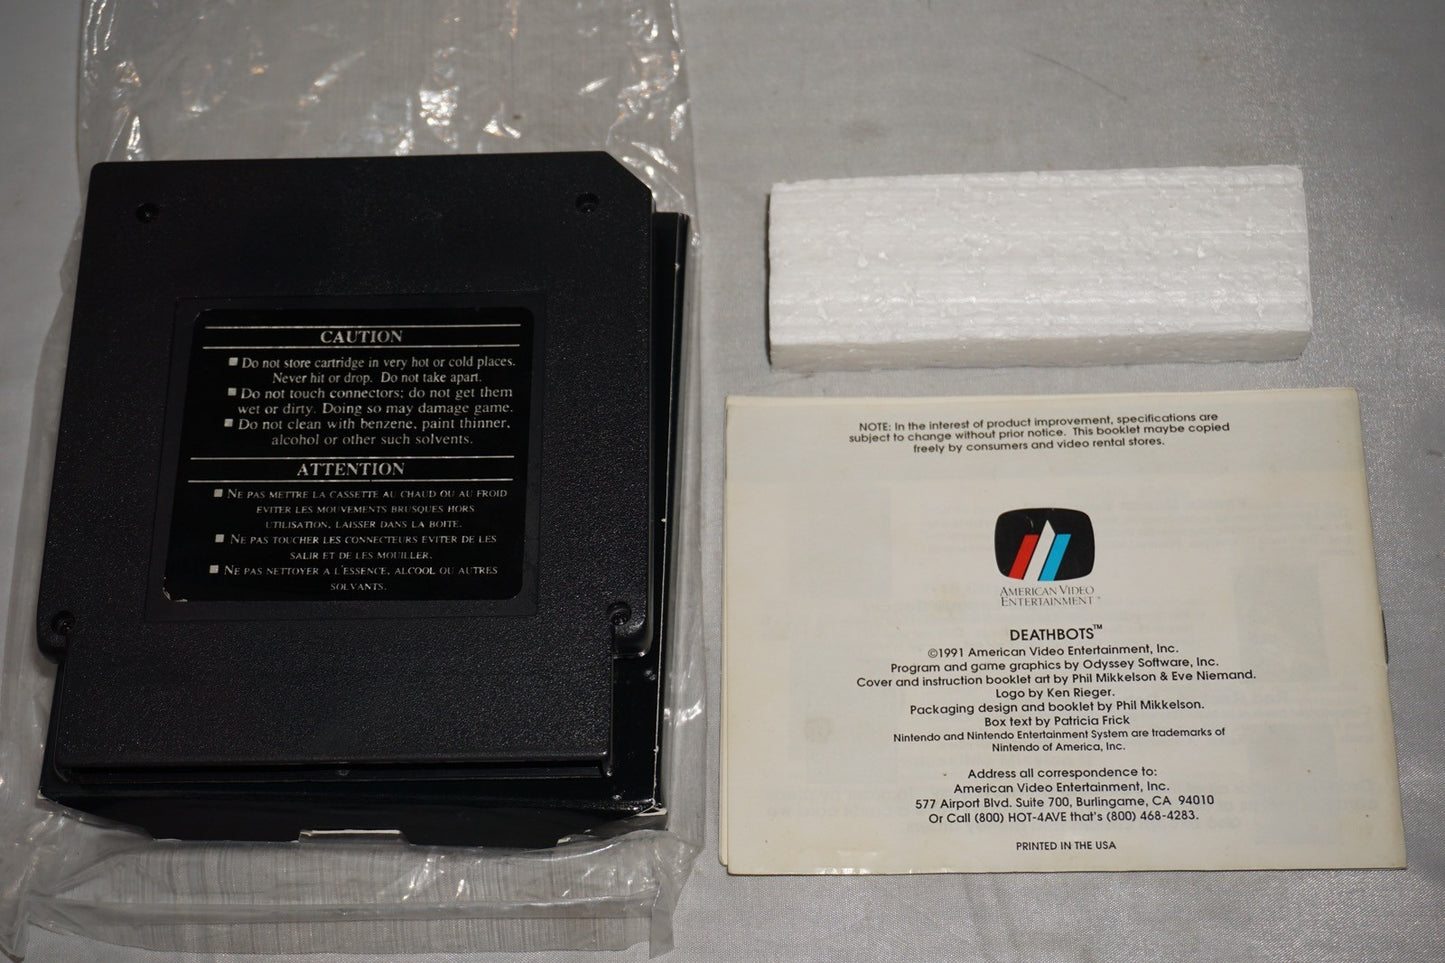 CAUTION
■ Do not store cartridge in very hot or cold places.
Never hit or drop. Do not take apart.
■ Do not touch connectors; do not get them
wet or dirty. Doing so may damage game.
■ Do not clean with benzene, paint thinner,
alcohol or other such solvents.
ATTENTION
■ NE PAS METTRE LA CASSETTE AU CHAUD OU AU FROID
EVITER LES MOUVEMENTS BRUSQUES HORS
UTILISATION, LAISSER DANS LA BOITE.
■ NE PAS TOUCHER LES CONNECTEURS EVITER DE LES
SALIR ET DE LES MOUILLER.
■ NE PAS NETTOYER A L'ESSENCE, ALCOOL OU AUTRES
SOLVANTS.
NOTE: In the interest of product improvement, specifications are
subject to change without prior notice. This booklet maybe copied
freely by consumers and video rental stores.
AMERICAN VIDEO
ENTERTAINMENT™
DEATHBOTS™
©1991 American Video Entertainment, Inc.
Program and game graphics by Odyssey Software, Inc.
Cover and instruction booklet art by Phil Mikkelson & Eve Niemand.
Logo by Ken Rieger.
Packaging design and booklet by Phil Mikkelson.
Box text by Patricia Frick
Nintendo and Nintendo Entertainment System are trademarks of
Nintendo of America, Inc.
Address all correspondence to:
American Video Entertainment, Inc.
577 Airport Blvd. Suite 700, Burlingame, CA 94010
Or Call (800) HOT-4AVE that's (800) 468-4283.
PRINTED IN THE USA